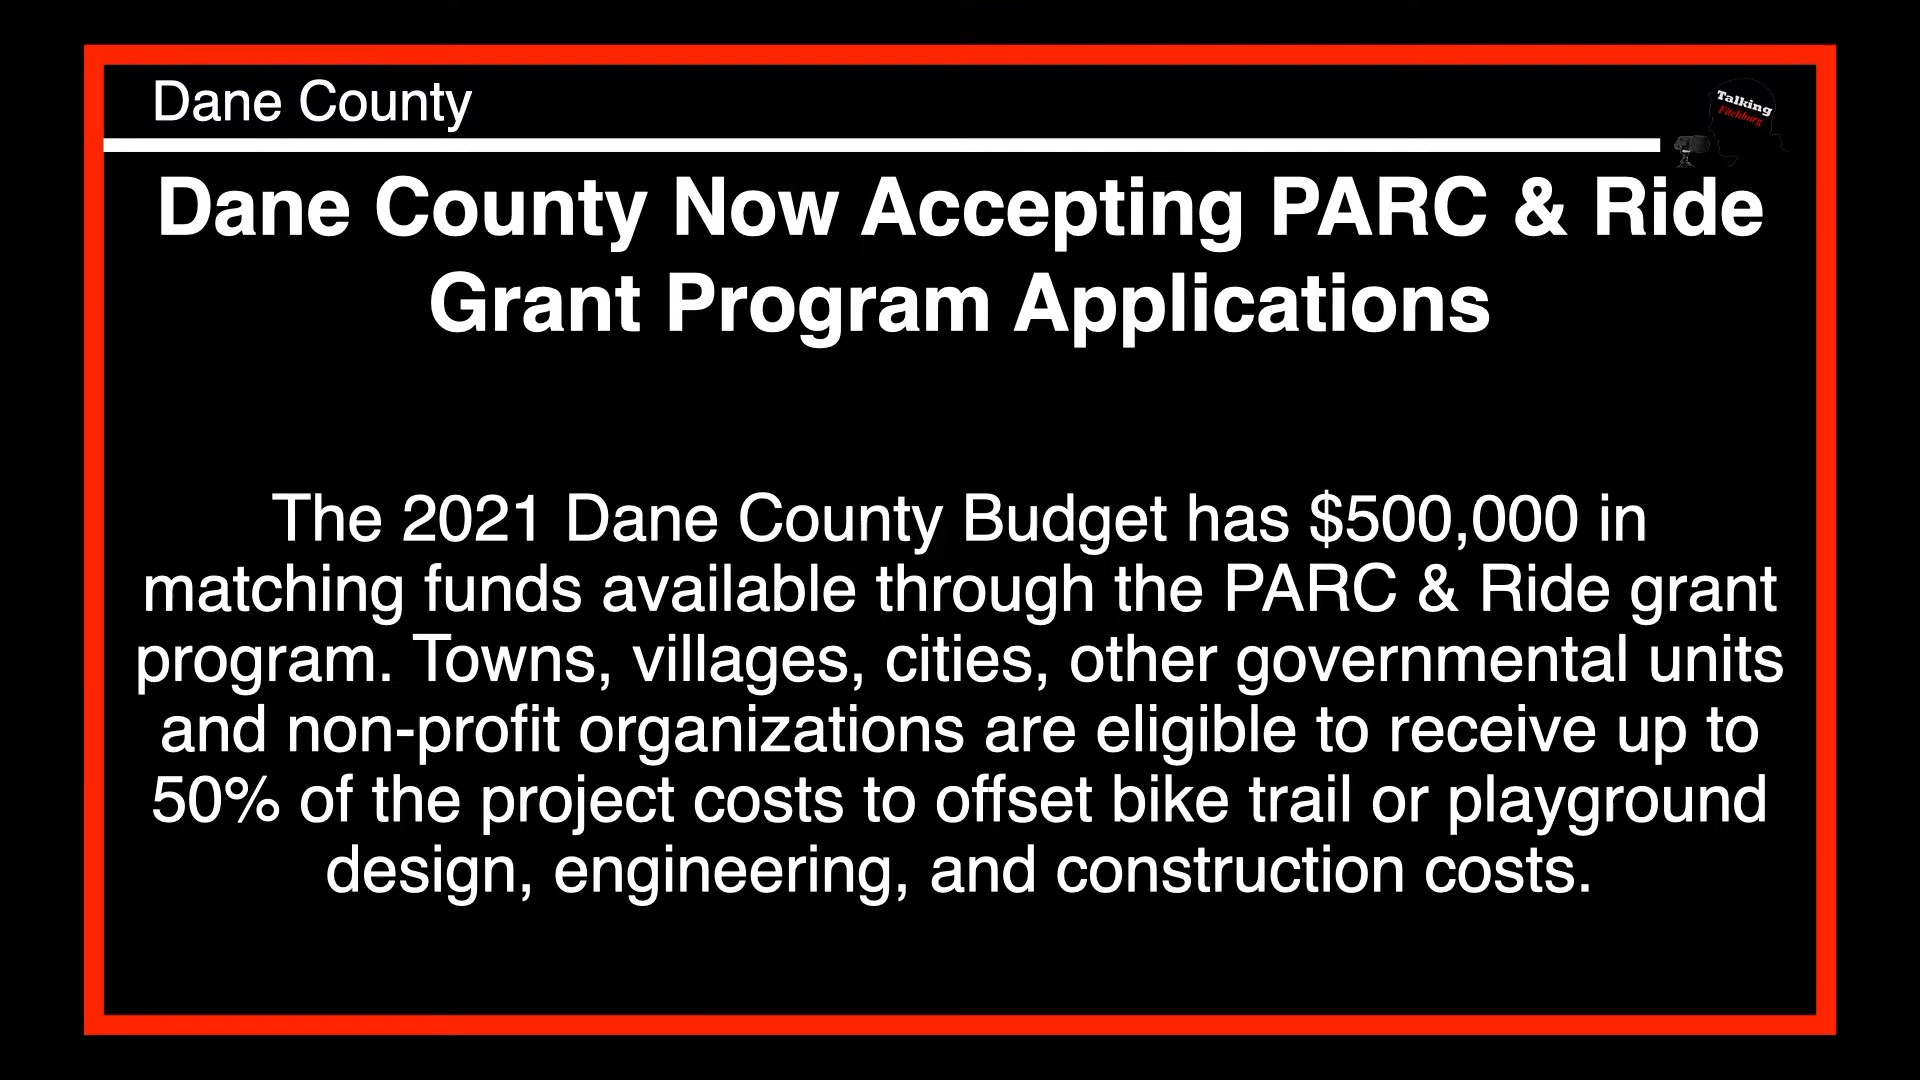 Dane County
Talking
Fitchburg
Dane County Now Accepting PARC & Ride
Grant Program Applications
The 2021 Dane County Budget has $500,000 in
matching funds available through the PARC & Ride grant
program. Towns, villages, cities, other governmental units
and non-profit organizations are eligible to receive up to
50% of the project costs to offset bike trail or playground
design, engineering, and construction costs.